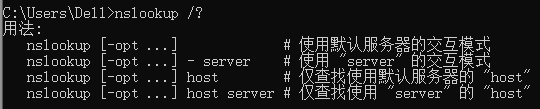 C:\Users\Dell>nslookup /?
用法:
   nslookup [-opt ...]             # 使用默认服务器的交互模式
   nslookup [-opt ...] - server    # 使用 "server" 的交互模式
   nslookup [-opt ...] host        # 仅查找使用默认服务器的 "host"
   nslookup [-opt ...] host server # 仅查找使用 "server" 的 "host"